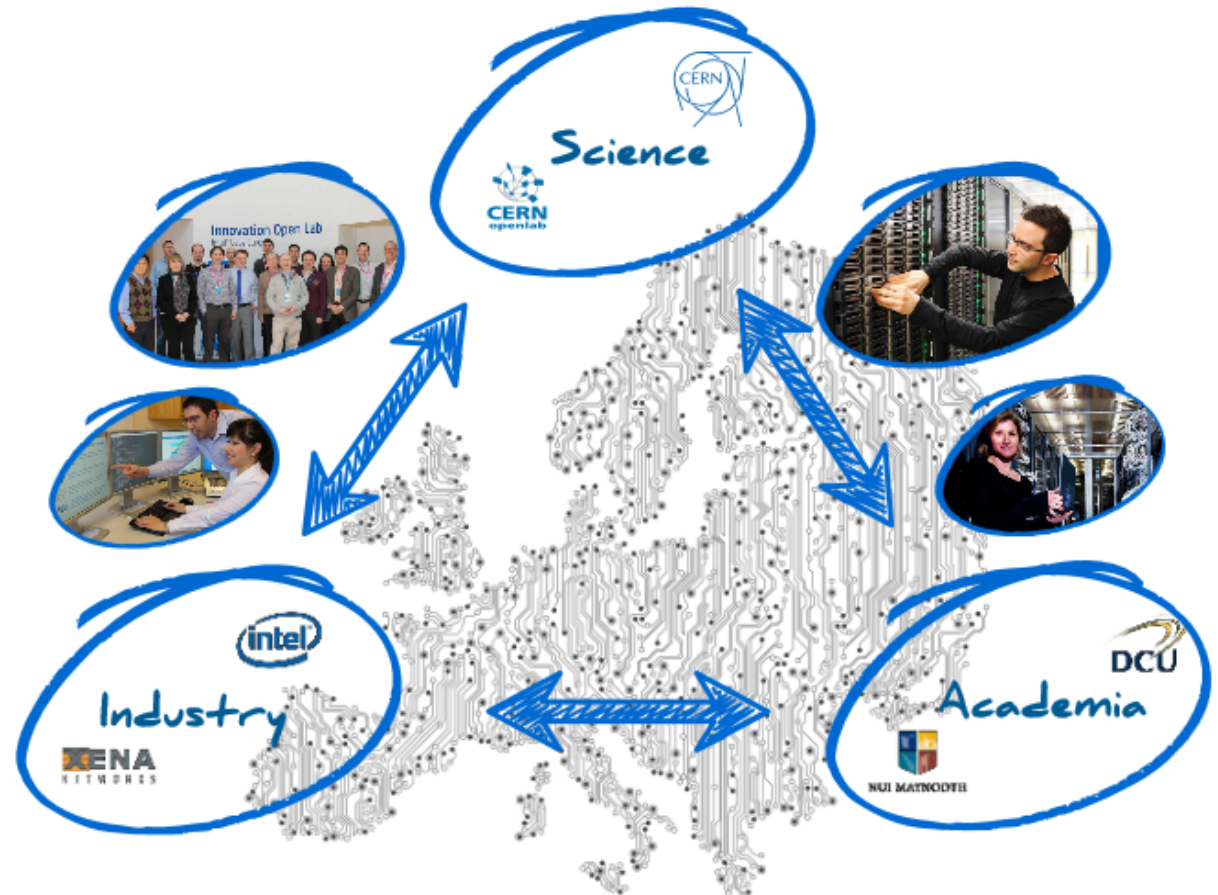 CERN
Science
CERN
openlab
Innovation Open Lab
intel
Industry
XENA
NETWORKS
DCU
Academia
NUI MAYNOOTH